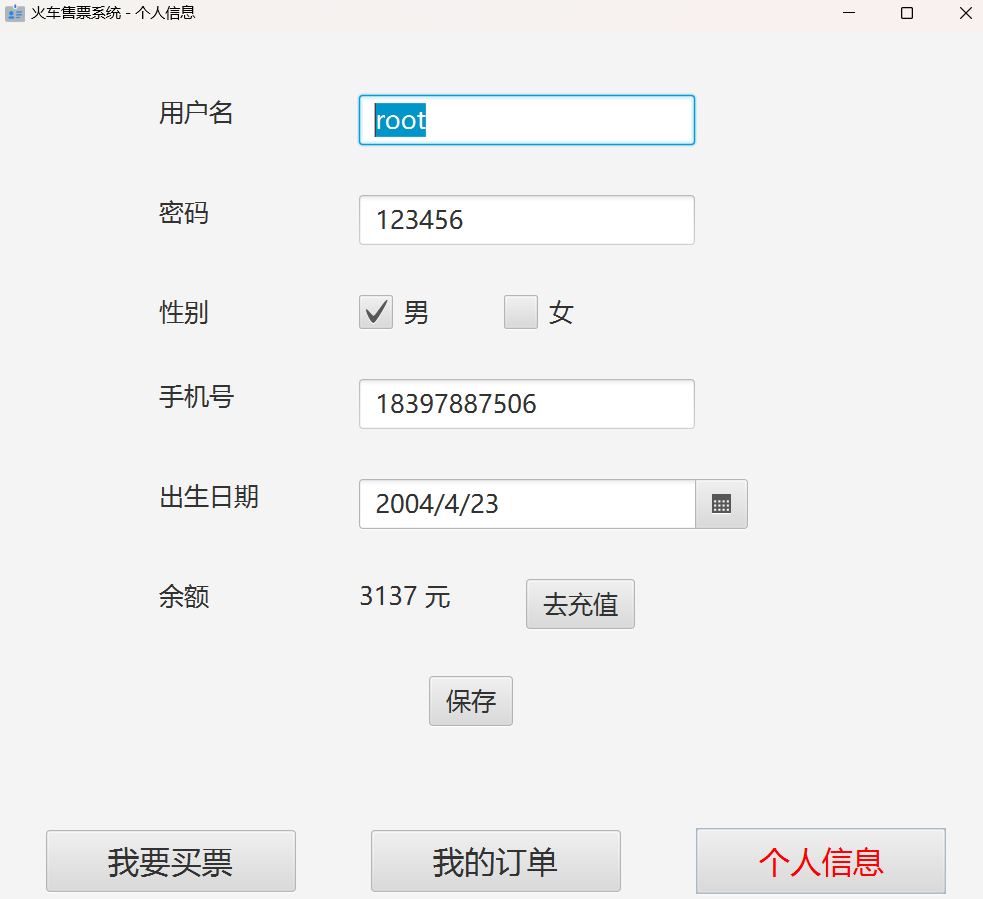 火车售票系统 - 个人信息
用户名 root
密码 123456
性别 男 女
手机号 18397887506
出生日期 2004/4/23
余额 3137 元 去充值
保存
我要买票 我的订单 个人信息